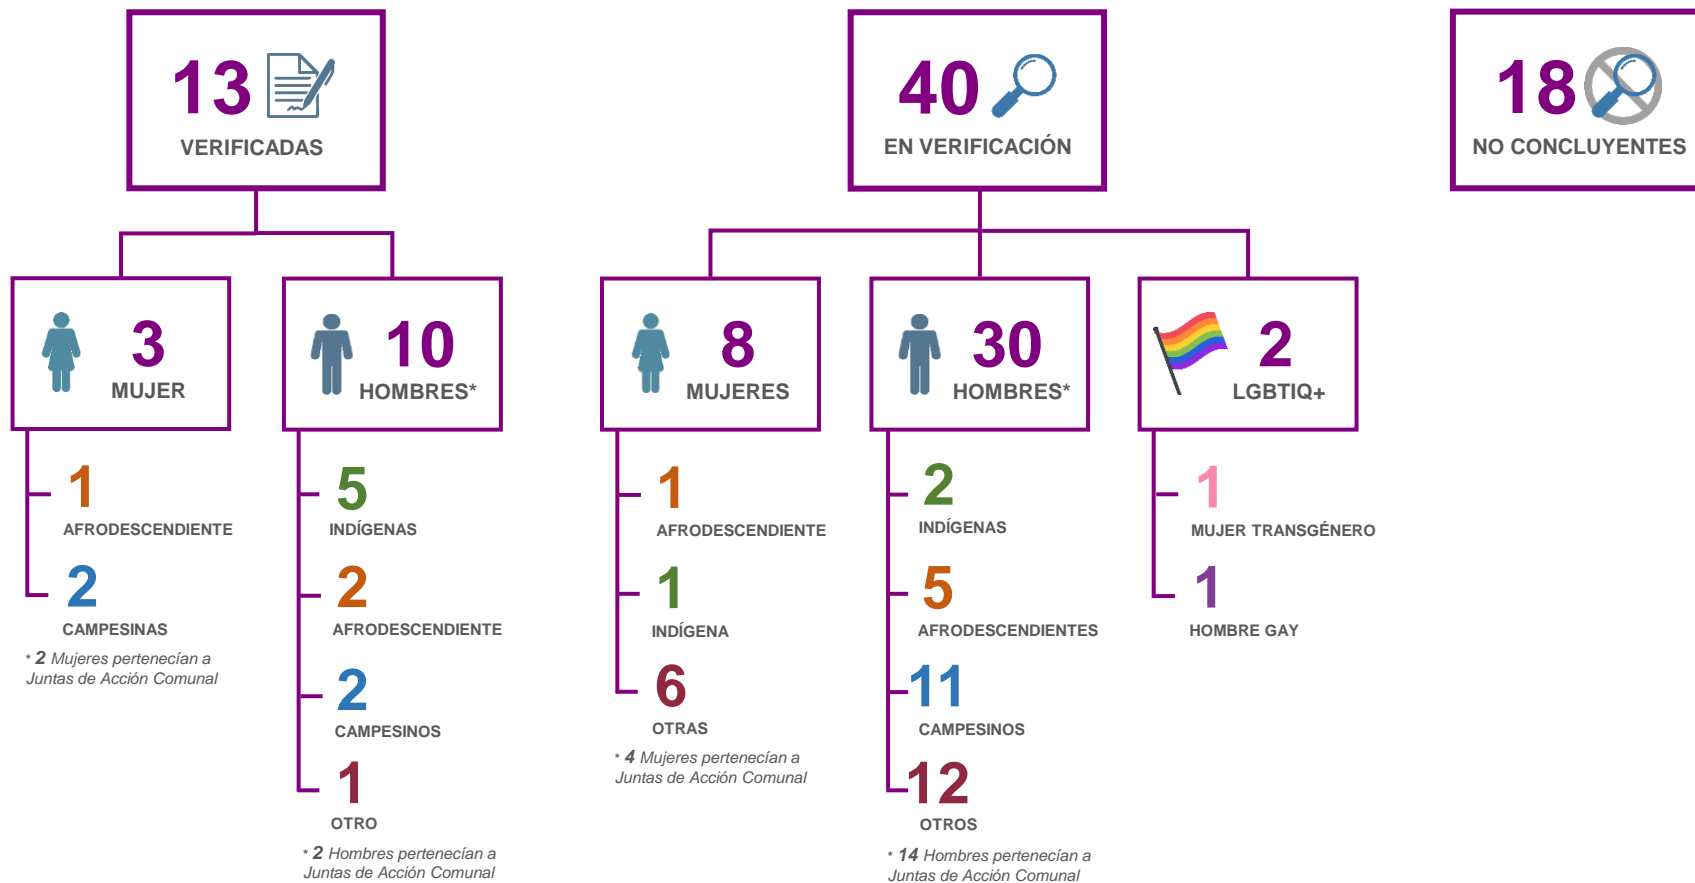 13
VERIFICADAS
3
MUJER
1
AFRODESCENDIENTE
2
CAMPESINAS
* 2 Mujeres pertenecían a
Juntas de Acción Comunal
10
HOMBRES*
5
INDÍGENAS
2
AFRODESCENDIENTE
2
CAMPESINOS
1
OTRO
* 2 Hombres pertenecían a
Juntas de Acción Comunal
40
EN VERIFICACIÓN
8
MUJERES
1
AFRODESCENDIENTE
1
INDÍGENA
6
OTRAS
* 4 Mujeres pertenecían a
Juntas de Acción Comunal
30
HOMBRES*
2
INDÍGENAS
5
AFRODESCENDIENTES
11
CAMPESINOS
12
OTROS
* 14 Hombres pertenecían a
Juntas de Acción Comunal
2
LGBTIQ+
1
MUJER TRANSGÉNERO
1
HOMBRE GAY
18
NO CONCLUYENTES